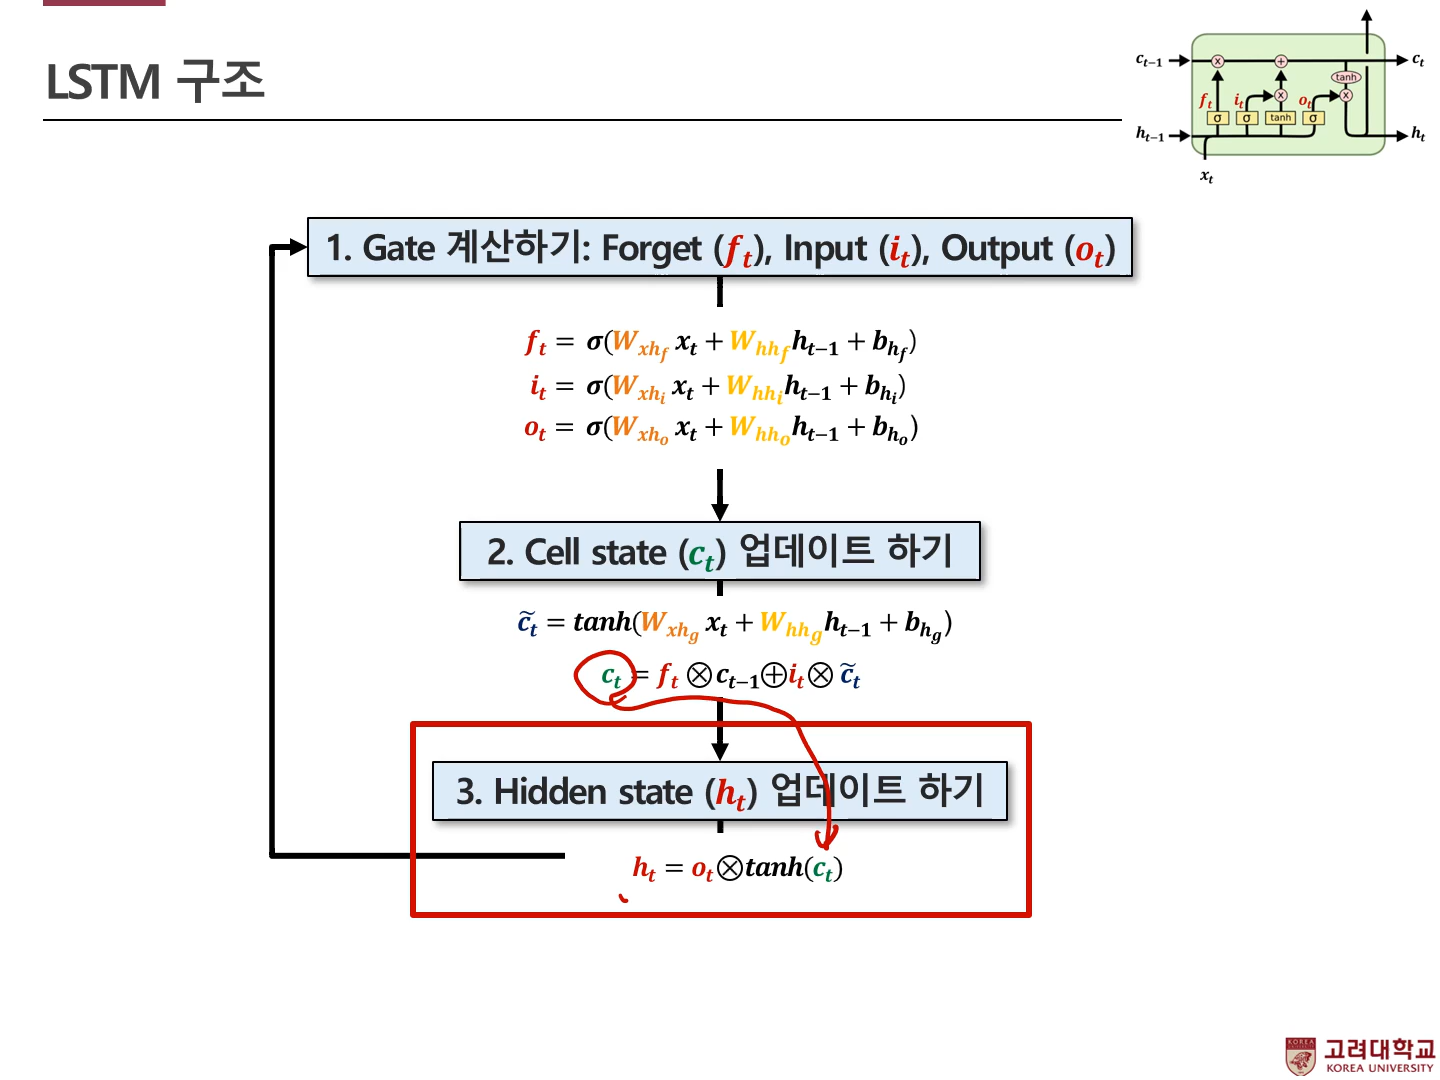 LSTM 구조
c_{t-1}
c_t
tanh
f_t
i_t
o_t
σ
σ
tanh
σ
h_{t-1}
h_t
x_t
1. Gate 계산하기: Forget (f_t), Input (i_t), Output (o_t)
f_t = σ(W_{xh_f} x_t + W_{hh_f} h_{t-1} + b_{h_f})
i_t = σ(W_{xh_i} x_t + W_{hh_i} h_{t-1} + b_{h_i})
o_t = σ(W_{xh_o} x_t + W_{hh_o} h_{t-1} + b_{h_o})
2. Cell state (c_t) 업데이트 하기
c̃_t = tanh(W_{xh_g} x_t + W_{hh_g} h_{t-1} + b_{h_g})
c_t = f_t ⊗ c_{t-1} ⊕ i_t ⊗ c̃_t
3. Hidden state (h_t) 업데이트 하기
h_t = o_t ⊗ tanh(c_t)
고려대학교
KOREA UNIVERSITY